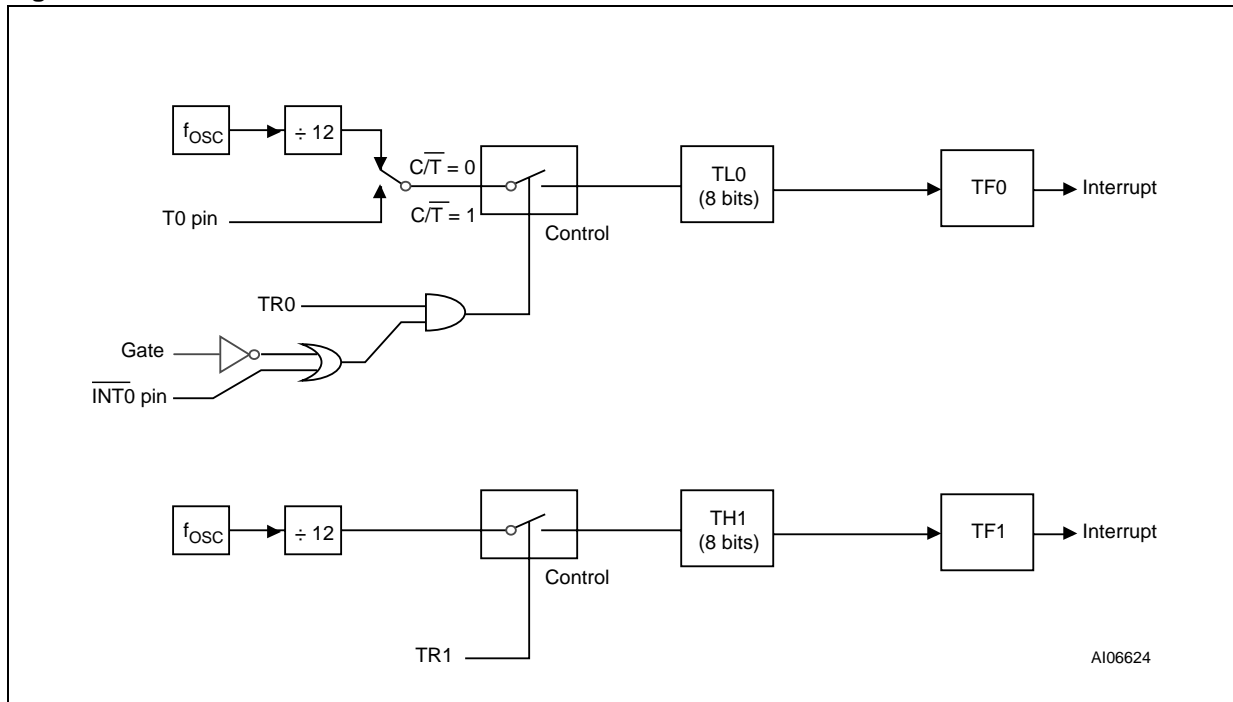 fOSC
÷ 12
C/T̅ = 0
C/T̅ = 1
T0 pin
Control
TL0
(8 bits)
TF0
Interrupt
TR0
Gate
I̅N̅T̅0̅ pin
fOSC
÷ 12
Control
TH1
(8 bits)
TF1
Interrupt
TR1
AI06624